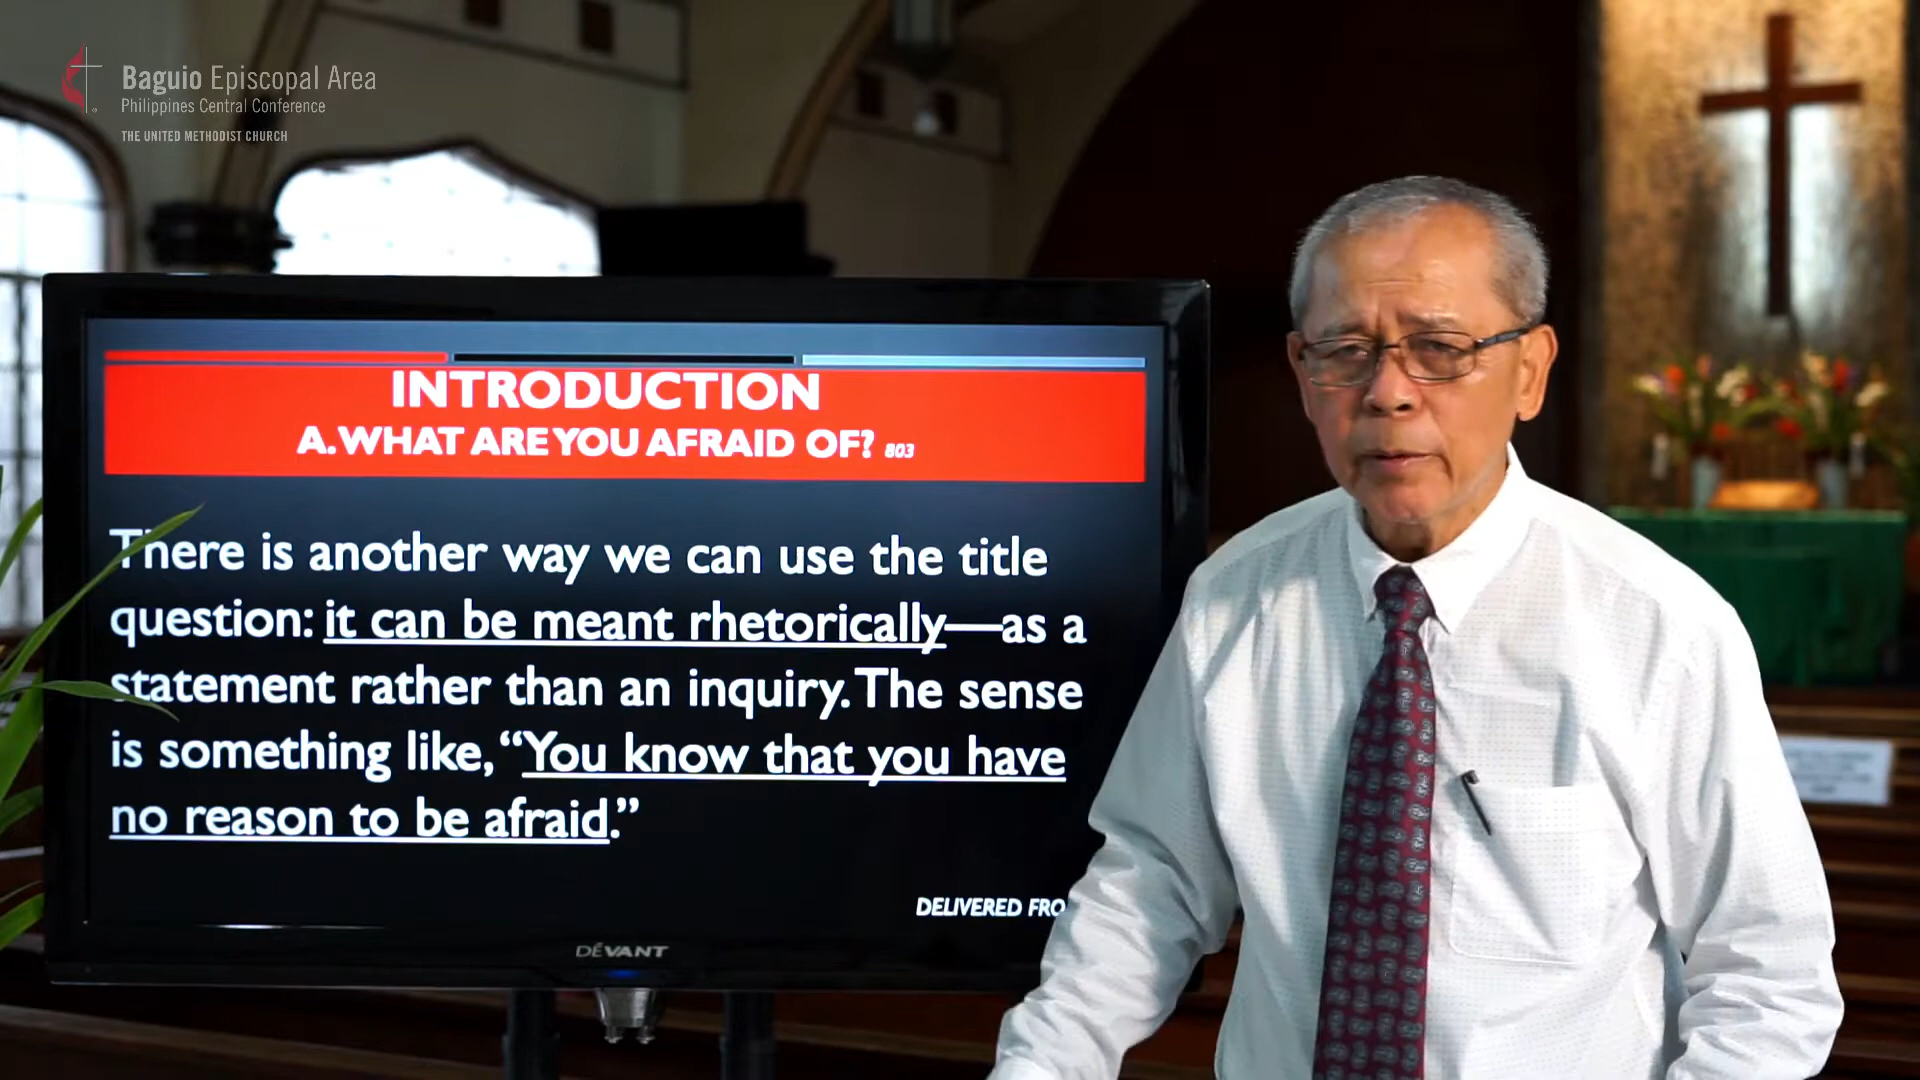 Baguio Episcopal Area
Philippines Central Conference
THE UNITED METHODIST CHURCH
INTRODUCTION
A. WHAT ARE YOU AFRAID OF? 803
There is another way we can use the title
question: it can be meant rhetorically—as a
statement rather than an inquiry. The sense
is something like, “You know that you have
no reason to be afraid.”
DELIVERED FRO
DEVANT